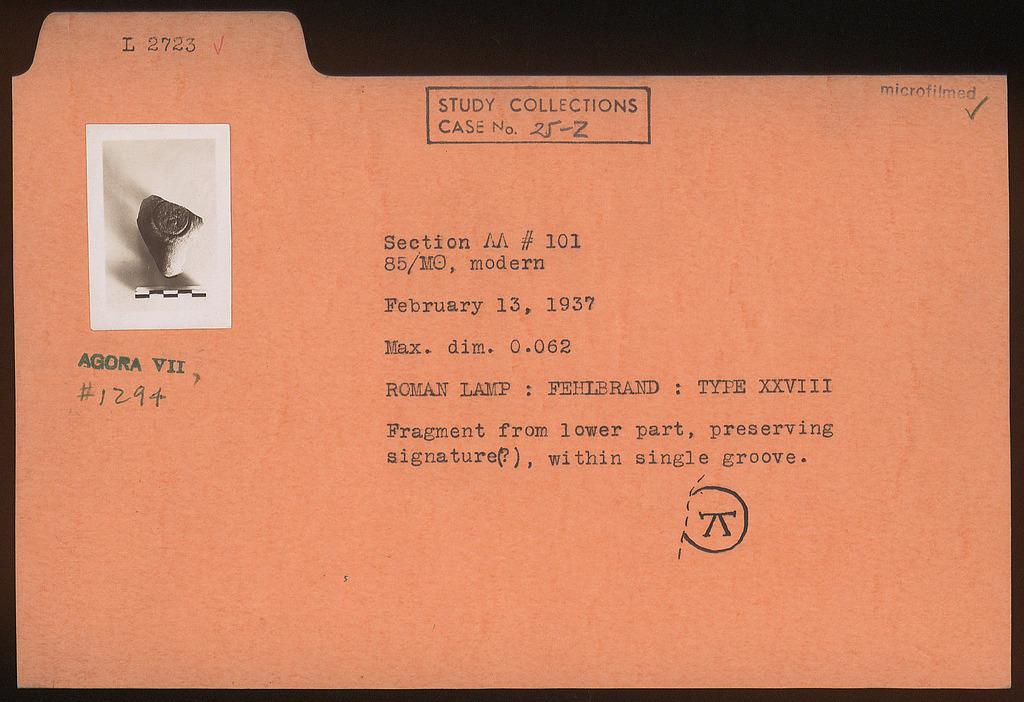 L 2723 ✓
STUDY COLLECTIONS
CASE No. 25-Z
microfilmed ✓
Section ΛΛ # 101
85/ΜΘ, modern
February 13, 1937
Max. dim. 0.062
ROMAN LAMP : FEHLBRAND : TYPE XXVIII
Fragment from lower part, preserving
signature(?), within single groove.
AGORA VII,
#1294